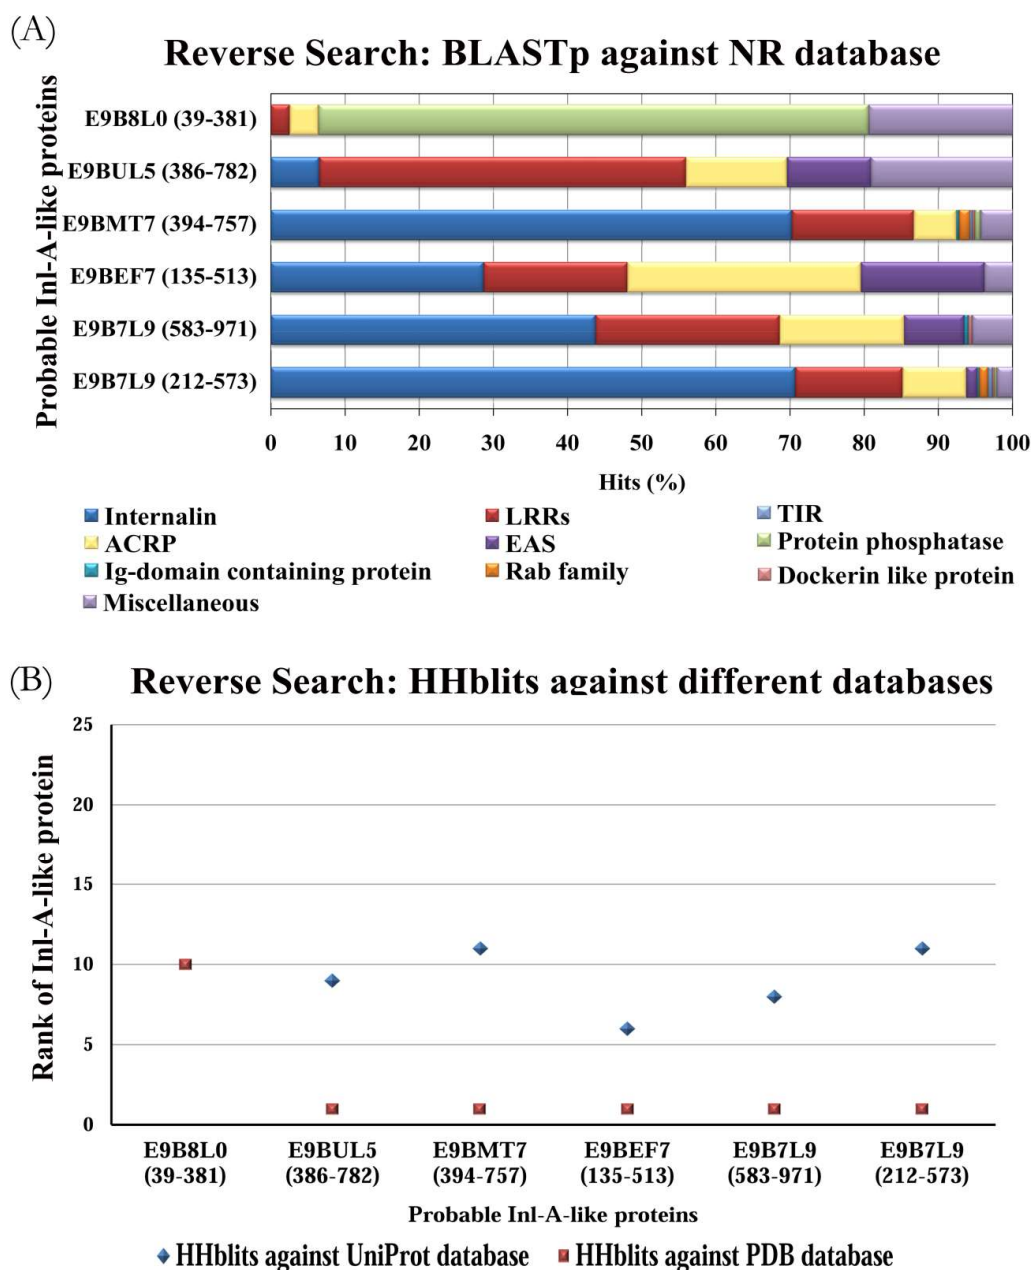 (A)
Reverse Search: BLASTp against NR database
Probable Inl-A-like proteins
E9B8L0 (39-381)
E9BUL5 (386-782)
E9BMT7 (394-757)
E9BEF7 (135-513)
E9B7L9 (583-971)
E9B7L9 (212-573)
0 10 20 30 40 50 60 70 80 90 100
Hits (%)
Internalin LRRs TIR
ACRP EAS Protein phosphatase
Ig-domain containing protein Rab family Dockerin like protein
Miscellaneous
(B)
Reverse Search: HHblits against different databases
Rank of Inl-A-like protein
25
20
15
10
5
0
E9B8L0 E9BUL5 E9BMT7 E9BEF7 E9B7L9 E9B7L9
(39-381) (386-782) (394-757) (135-513) (583-971) (212-573)
Probable Inl-A-like proteins
HHblits against UniProt database HHblits against PDB database